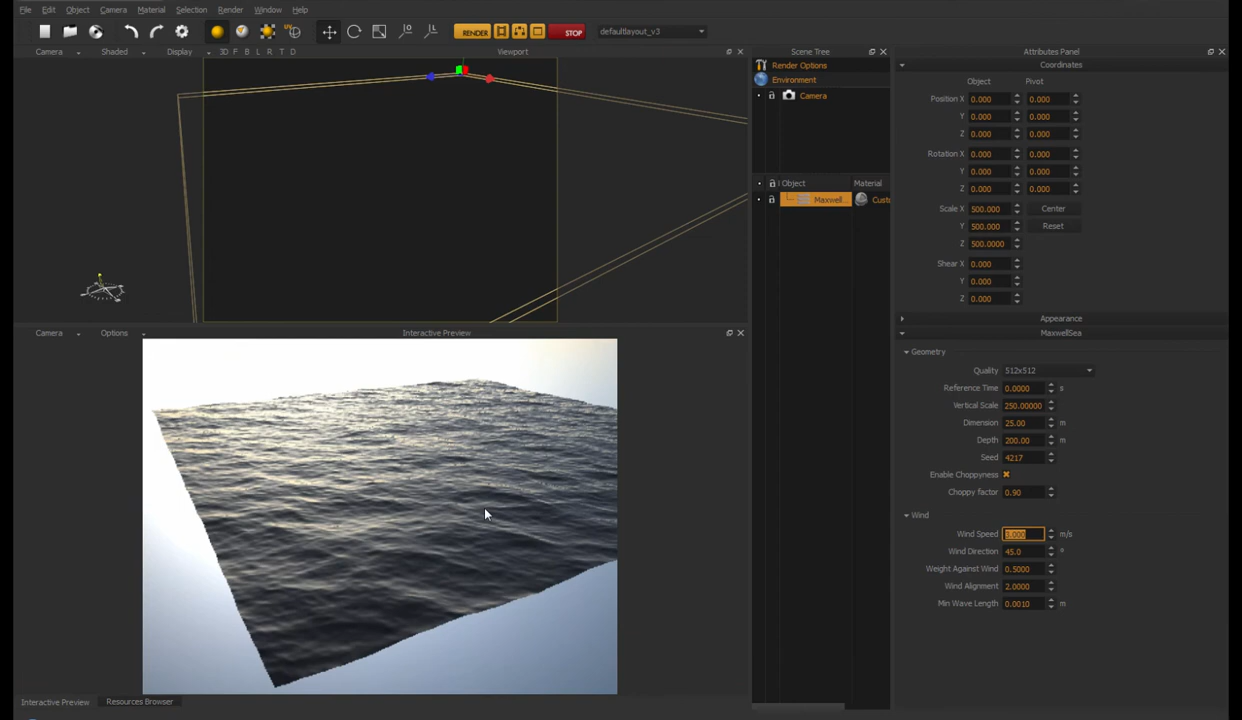 File Edit Object Camera Material Selection Render Window Help
RENDER STOP defaultlayout_v3
Camera Shaded Display 3D F B L R T D Viewport
Scene Tree
Render Options
Environment
Camera
Object Material
Maxwell... Custo
Camera Options Interactive Preview
Interactive Preview Resources Browser
Attributes Panel
Coordinates
Object Pivot
Position X 0.000 0.000
Y 0.000 0.000
Z 0.000 0.000
Rotation X 0.000 0.000
Y 0.000 0.000
Z 0.000 0.000
Scale X 500.000 Center
Y 500.000 Reset
Z 500.0000
Shear X 0.000
Y 0.000
Z 0.000
Appearance
MaxwellSea
Geometry
Quality 512x512
Reference Time 0.0000 s
Vertical Scale 250.00000
Dimension 25.00 m
Depth 200.00 m
Seed 4217
Enable Choppyness
Choppy factor 0.90
Wind
Wind Speed m/s
Wind Direction 45.0 °
Weight Against Wind 0.5000
Wind Alignment 2.0000
Min Wave Length 0.0010 m